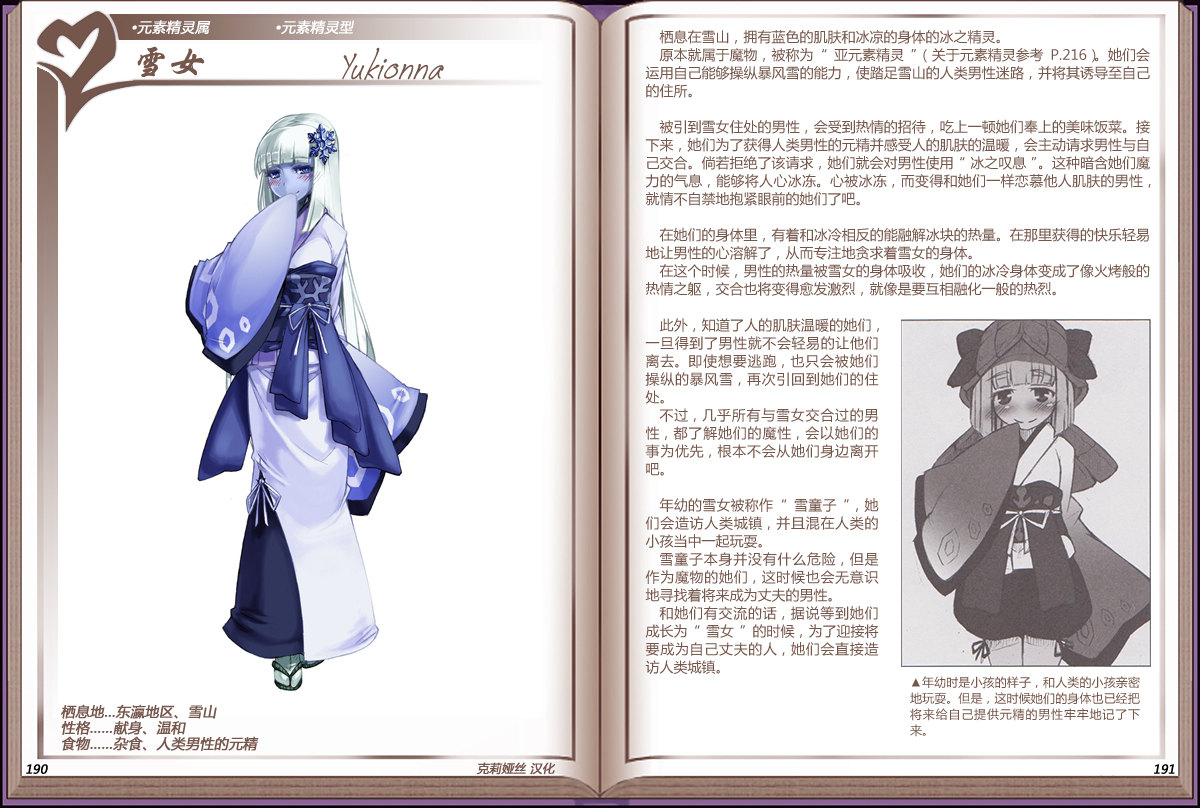 •元素精灵属
•元素精灵型
雪女
Yukionna
栖息地...东瀛地区、雪山
性格......献身、温和
食物......杂食、人类男性的元精
190
克莉娅丝 汉化
栖息在雪山，拥有蓝色的肌肤和冰凉的身体的冰之精灵。
原本就属于魔物，被称为“ 亚元素精灵 ”（关于元素精灵参考 P.216）。她们会
运用自己能够操纵暴风雪的能力，使踏足雪山的人类男性迷路，并将其诱导至自己
的住所。
被引到雪女住处的男性，会受到热情的招待，吃上一顿她们奉上的美味饭菜。接
下来，她们为了获得人类男性的元精并感受人的肌肤的温暖，会主动请求男性与自
己交合。倘若拒绝了该请求，她们就会对男性使用“ 冰之叹息 ”。这种暗含她们魔
力的气息，能够将人心冰冻。心被冰冻，而变得和她们一样恋慕他人肌肤的男性，
就情不自禁地抱紧眼前的她们了吧。
在她们的身体里，有着和冰冷相反的能融解冰块的热量。在那里获得的快乐轻易
地让男性的心溶解了，从而专注地贪求着雪女的身体。
在这个时候，男性的热量被雪女的身体吸收，她们的冰冷身体变成了像火烤般的
热情之躯，交合也将变得愈发激烈，就像是要互相融化一般的热烈。
此外，知道了人的肌肤温暖的她们，
一旦得到了男性就不会轻易的让他们
离去。即使想要逃跑，也只会被她们
操纵的暴风雪，再次引回到她们的住
处。
不过，几乎所有与雪女交合过的男
性，都了解她们的魔性，会以她们的
事为优先，根本不会从她们身边离开
吧。
年幼的雪女被称作“ 雪童子 ”，她
们会造访人类城镇，并且混在人类的
小孩当中一起玩耍。
雪童子本身并没有什么危险，但是
作为魔物的她们，这时候也会无意识
地寻找着将来成为丈夫的男性。
和她们有交流的话，据说等到她们
成长为“ 雪女 ”的时候，为了迎接将
要成为自己丈夫的人，她们会直接造
访人类城镇。
▲年幼时是小孩的样子，和人类的小孩亲密
地玩耍。但是，这时候她们的身体也已经把
将来给自己提供元精的男性牢牢地记了下
来。
191